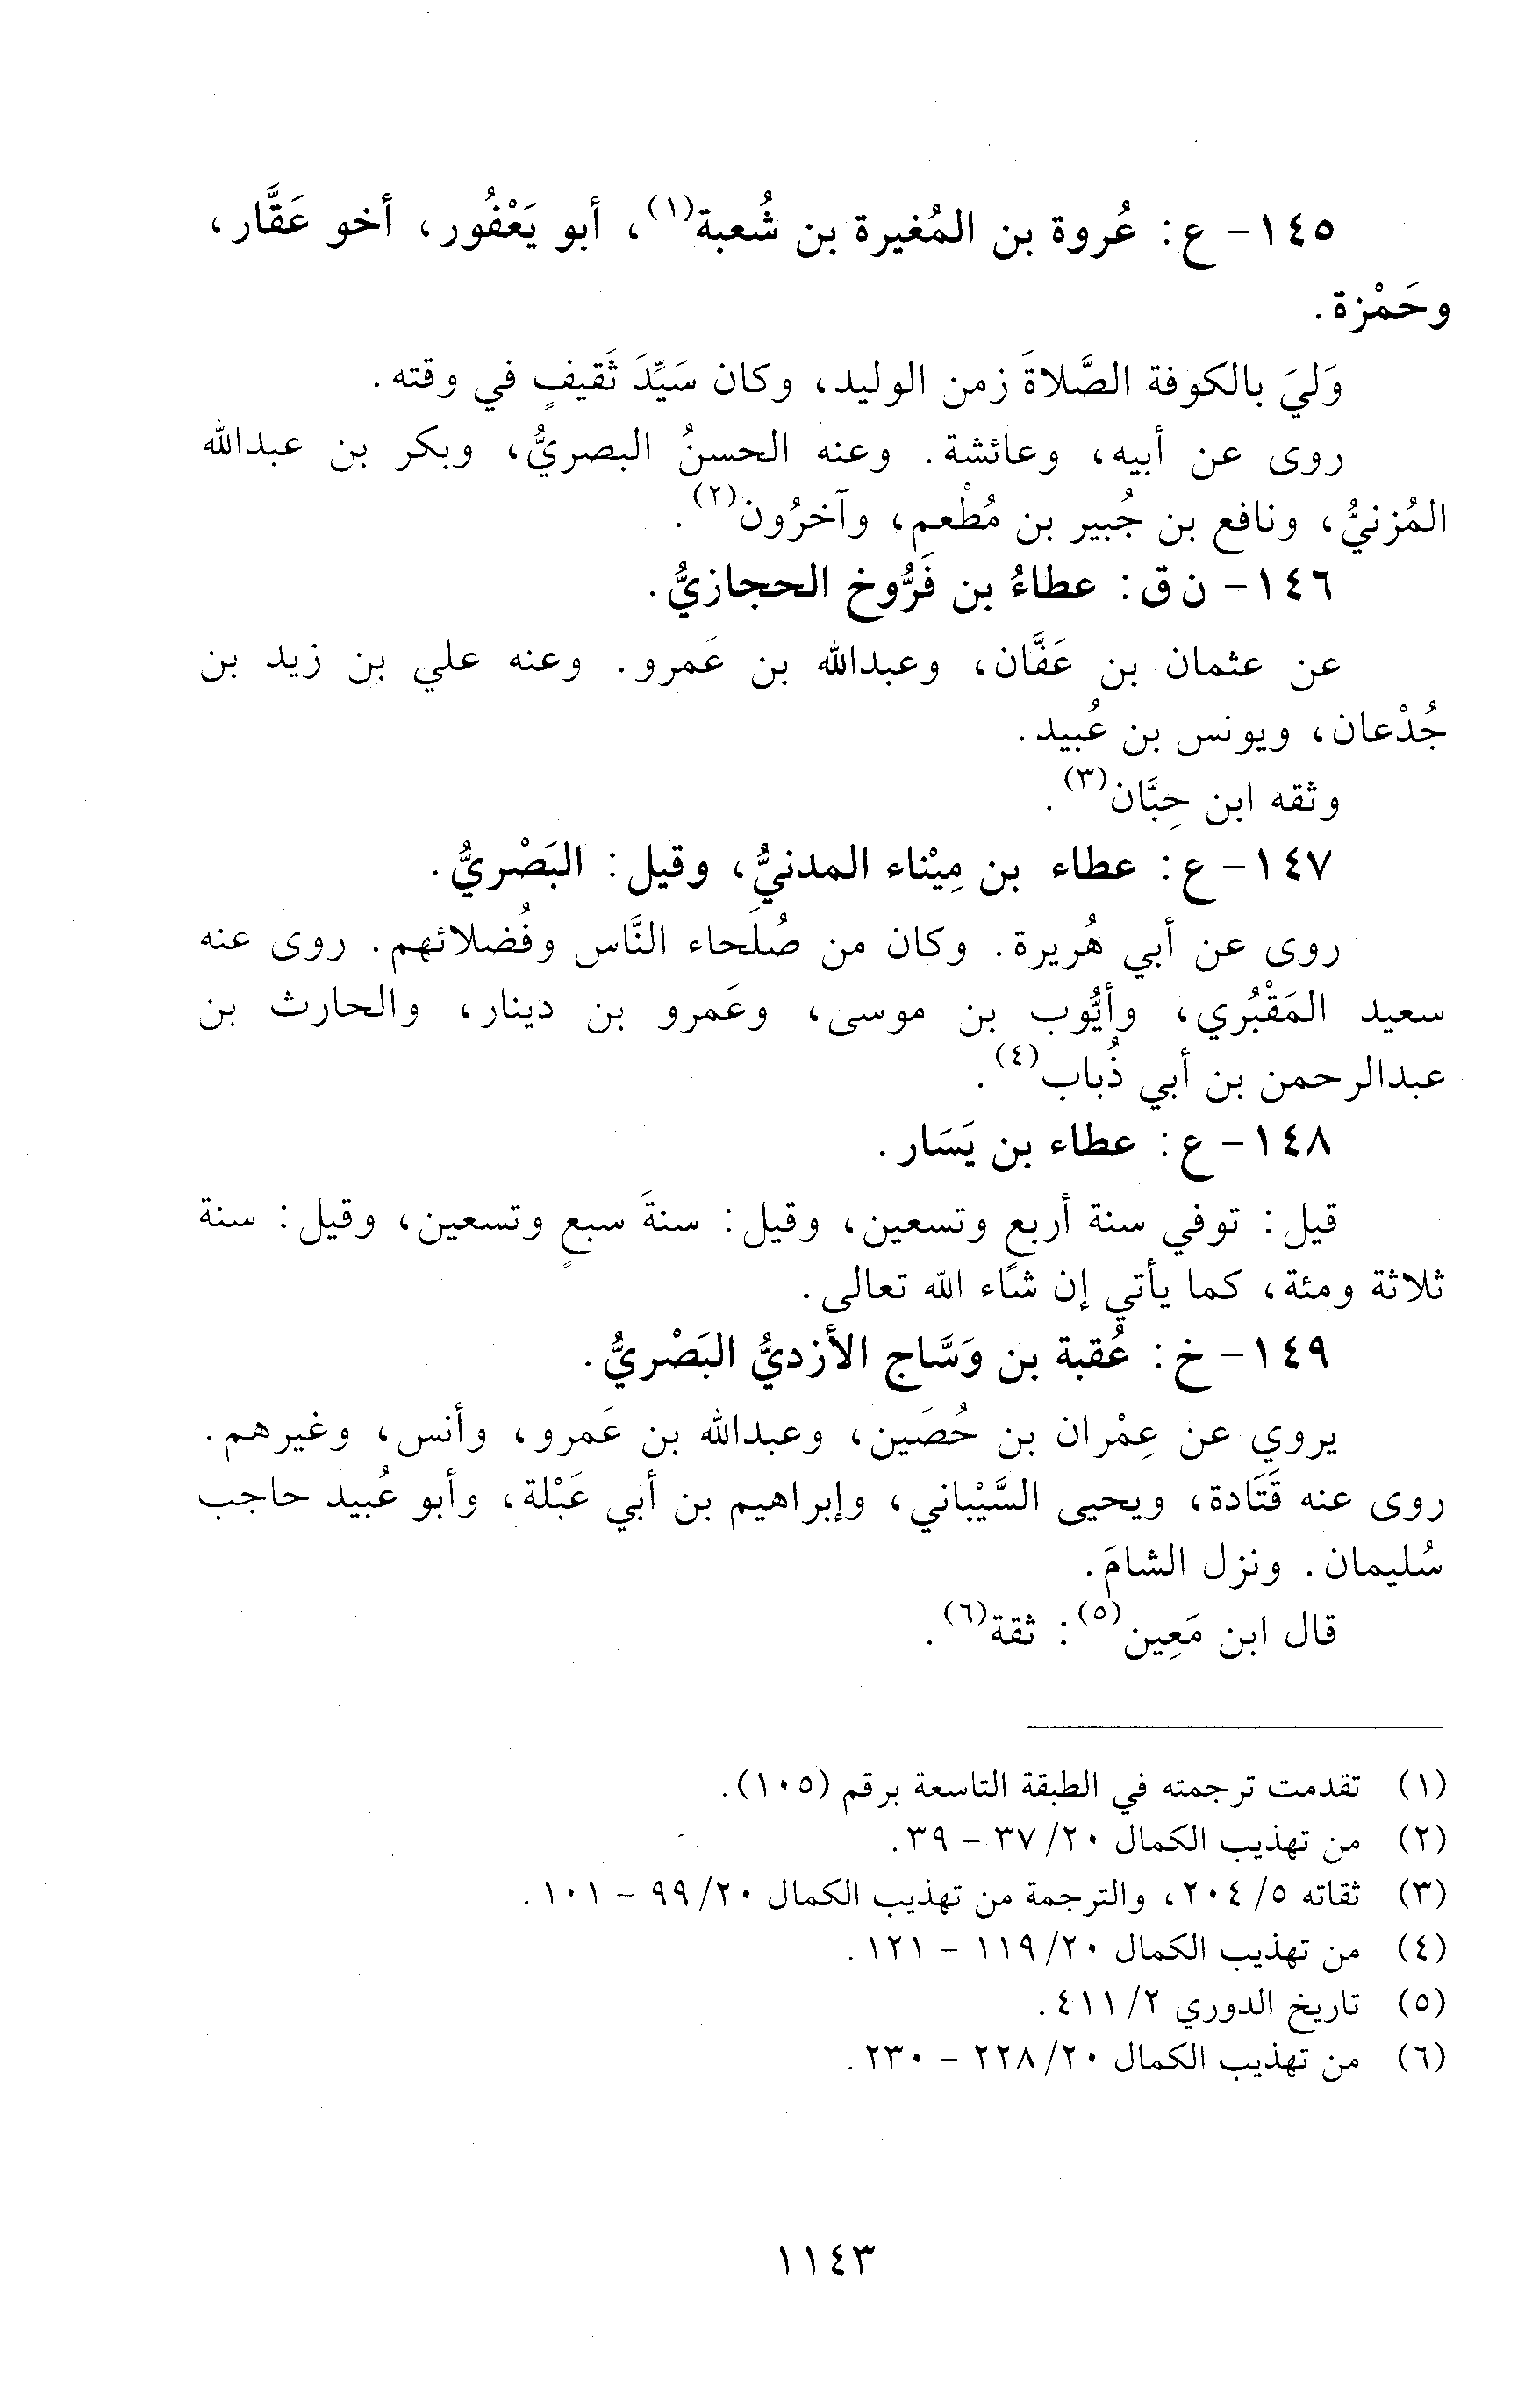 ١٤٥- ع: عُروة بن المُغيرة بن شُعبة(١)، أبو يَعْفُور، أخو عَقَّار،
وحَمْزة.
وَليَ بالكوفة الصَّلاةَ زمن الوليد، وكان سَيِّدَ ثَقيفٍ في وقته.
روى عن أبيه، وعائشة. وعنه الحسنُ البصريُّ، وبكر بن عبدالله
المُزنيُّ، ونافع بن جُبير بن مُطْعم، وآخرُون(٢).
١٤٦- ن ق: عطاءُ بن فَرُّوخ الحجازيُّ.
عن عثمان بن عَفَّان، وعبدالله بن عَمرو. وعنه علي بن زيد بن
جُدْعان، ويونس بن عُبيد.
وثقه ابن حِبَّان(٣).
١٤٧- ع: عطاء بن مِيْناء المدنيُّ، وقيل: البَصْريُّ.
روى عن أبي هُريرة. وكان من صُلَحاء النَّاس وفُضلائهم. روى عنه
سعيد المَقْبُري، وأيُّوب بن موسى، وعَمرو بن دينار، والحارث بن
عبدالرحمن بن أبي ذُباب(٤).
١٤٨- ع: عطاء بن يَسَار.
قيل: توفي سنة أربعٍ وتسعين، وقيل: سنةَ سبعٍ وتسعين، وقيل: سنة
ثلاثة ومئة، كما يأتي إن شاء الله تعالى.
١٤٩- خ: عُقبة بن وَسَّاج الأزديُّ البَصْريُّ.
يروي عن عِمْران بن حُصَين، وعبدالله بن عَمرو، وأنس، وغيرهم.
روى عنه قَتَادة، ويحيى السَّيْباني، وإبراهيم بن أبي عَبْلة، وأبو عُبيد حاجب
سُليمان. ونزل الشامَ.
قال ابن مَعِين(٥): ثقة(٦).
(١) تقدمت ترجمته في الطبقة التاسعة برقم (١٠٥).
(٢) من تهذيب الكمال ٢٠/ ٣٧ - ٣٩.
(٣) ثقاته ٥/ ٢٠٤، والترجمة من تهذيب الكمال ٢٠/ ٩٩ - ١٠١.
(٤) من تهذيب الكمال ٢٠/ ١١٩ - ١٢١.
(٥) تاريخ الدوري ٢/ ٤١١.
(٦) من تهذيب الكمال ٢٠/ ٢٢٨ - ٢٣٠.
١١٤٣